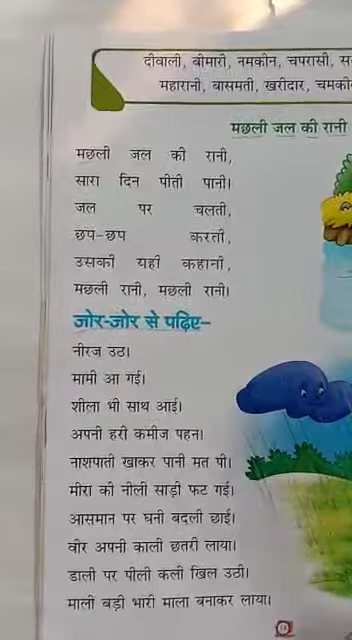 दीवाली, बीमारी, नमकीन, चपरासी,
महारानी, बासमती, खरीदार,
मछली जल की रानी
मछली जल की रानी,
सारा दिन पीती पानी।
जल पर चलती,
छप-छप करती,
उसकी यही कहानी,
मछली रानी, मछली रानी।
जोर-जोर से पढ़िए–
नीरज उठ।
मामी आ गई।
शीला भी साथ आई।
अपनी हरी कमीज पहन।
नाशपाती खाकर पानी मत पी।
मीरा की नीली साड़ी फट गई।
आसमान पर घनी बदली छाई।
वीर अपनी काली छतरी लाया।
डाली पर पीली कली खिल उठी।
माली बड़ी भारी माला बनाकर लाया।